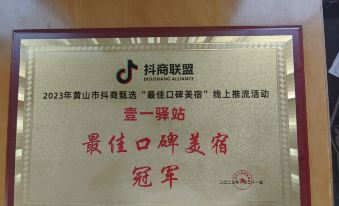 抖商联盟
DOUSHANG ALLIANCE
2023年黄山市抖商甄选“最佳口碑美宿”线上推流活动
壹一驿站
最佳口碑美宿
冠军